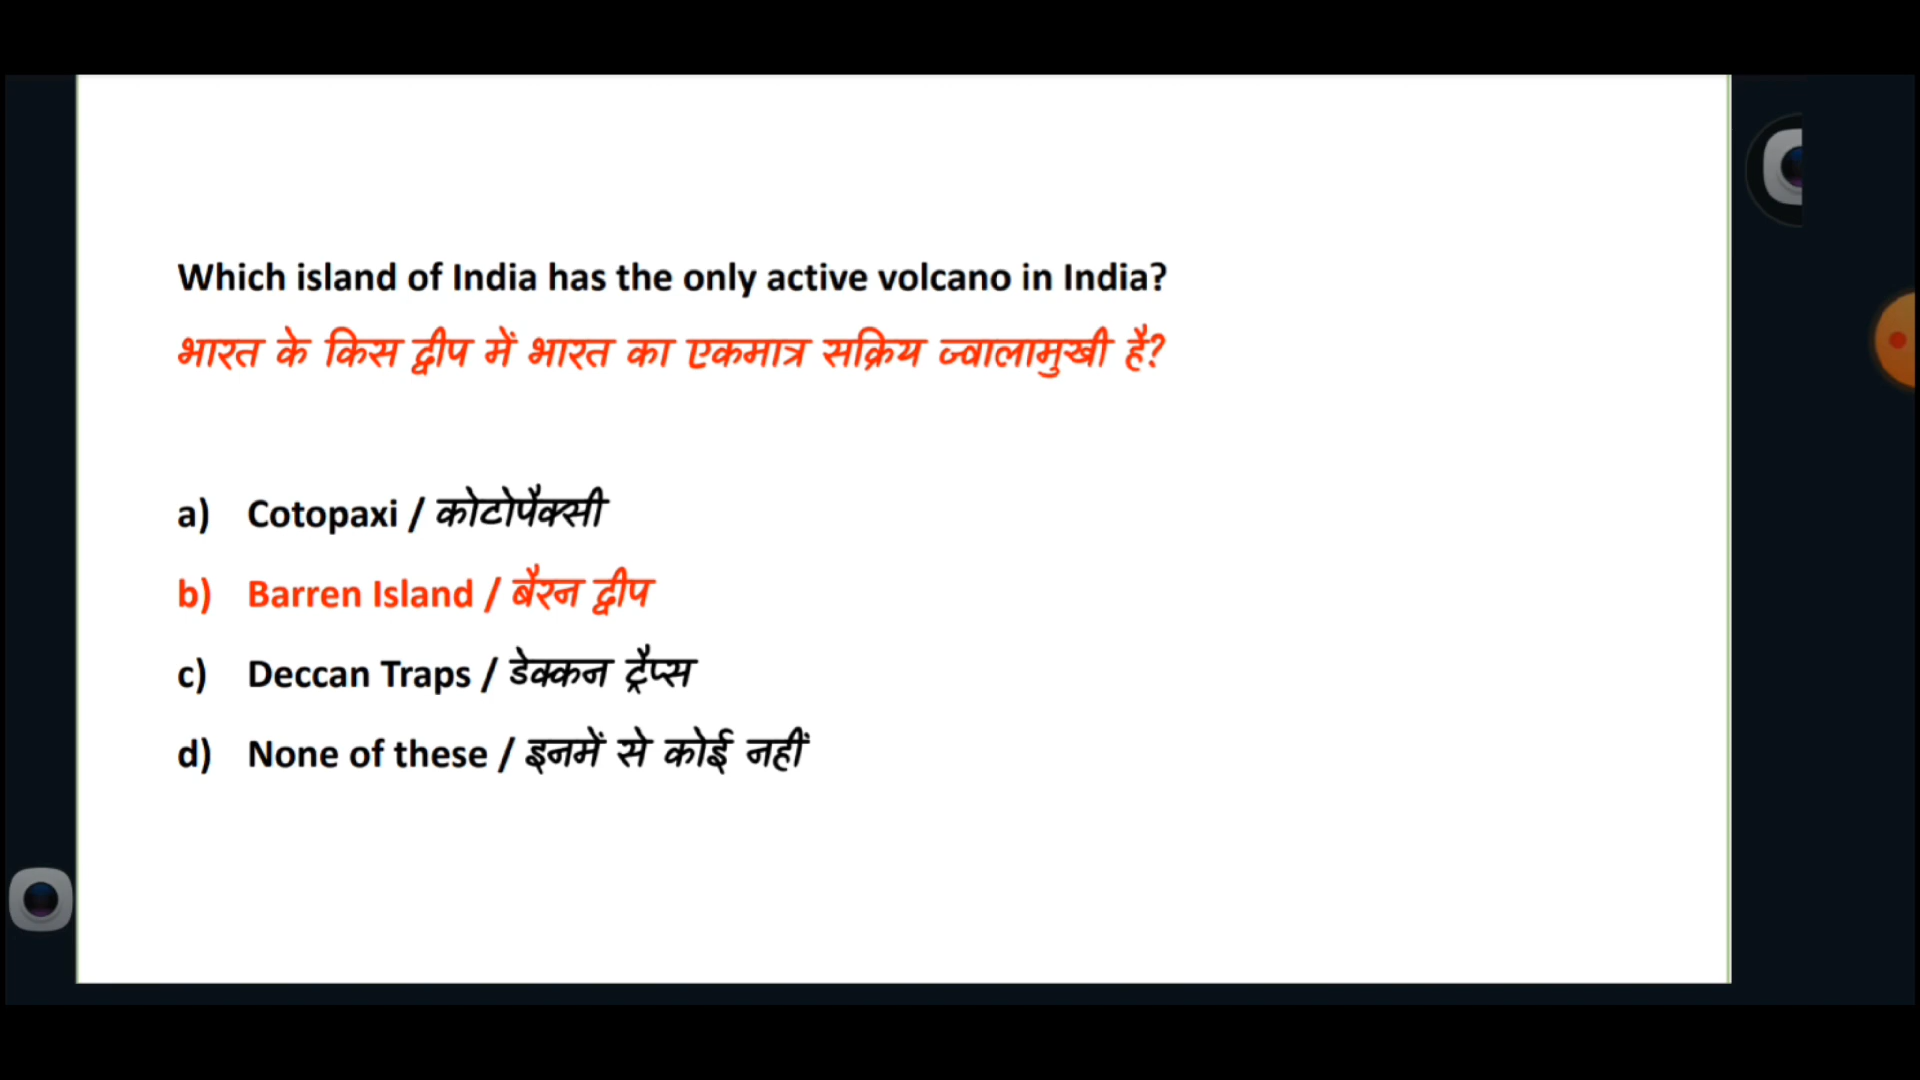 Which island of India has the only active volcano in India?
भारत के किस द्वीप में भारत का एकमात्र सक्रिय ज्वालामुखी है?
a) Cotopaxi / कोटोपैक्सी
b) Barren Island / बैरन द्वीप
c) Deccan Traps / डेक्कन ट्रैप्स
d) None of these / इनमें से कोई नहीं